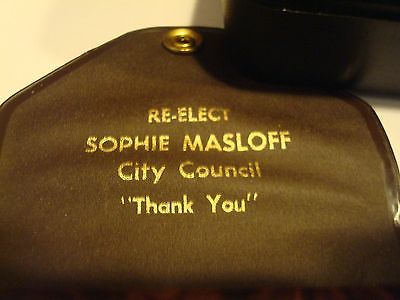 RE-ELECT
SOPHIE MASLOFF
City Council
"Thank You"